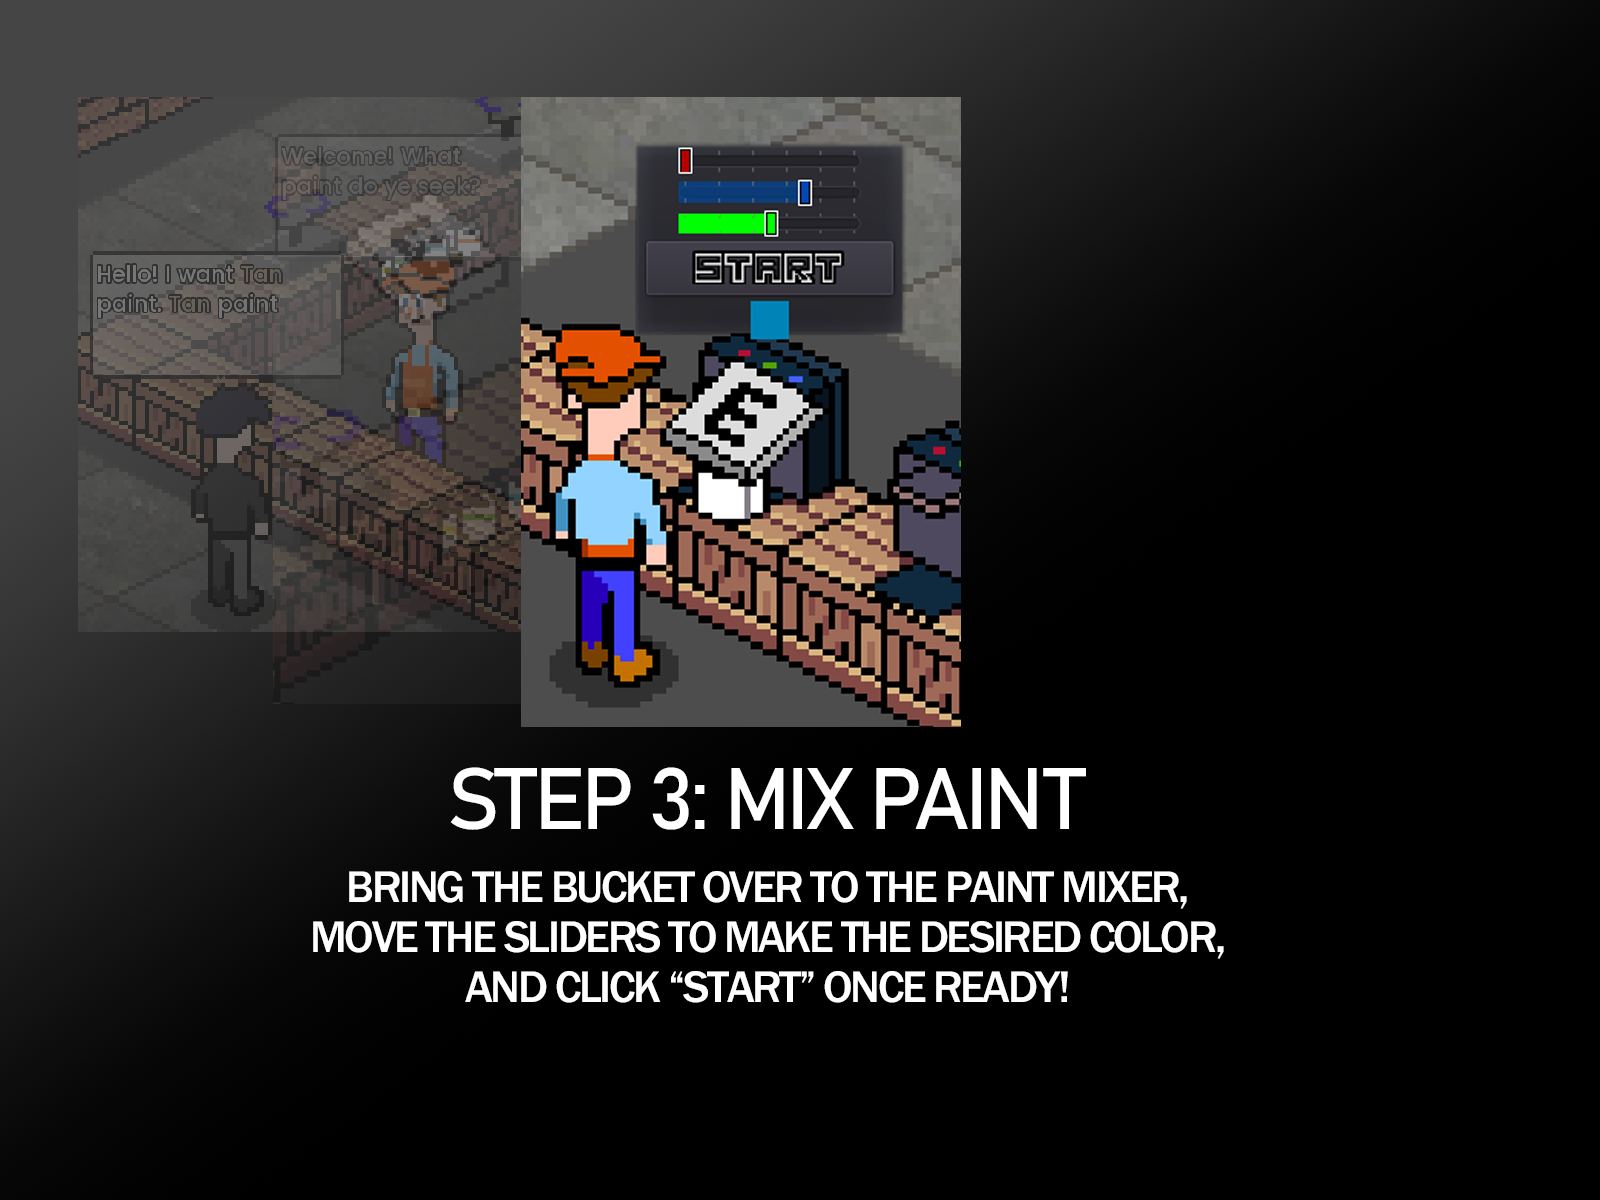 Welcome! What
paint do ye seek?
Hello! I want Tan
paint. Tan paint
START
E
STEP 3: MIX PAINT
BRING THE BUCKET OVER TO THE PAINT MIXER,
MOVE THE SLIDERS TO MAKE THE DESIRED COLOR,
AND CLICK “START” ONCE READY!